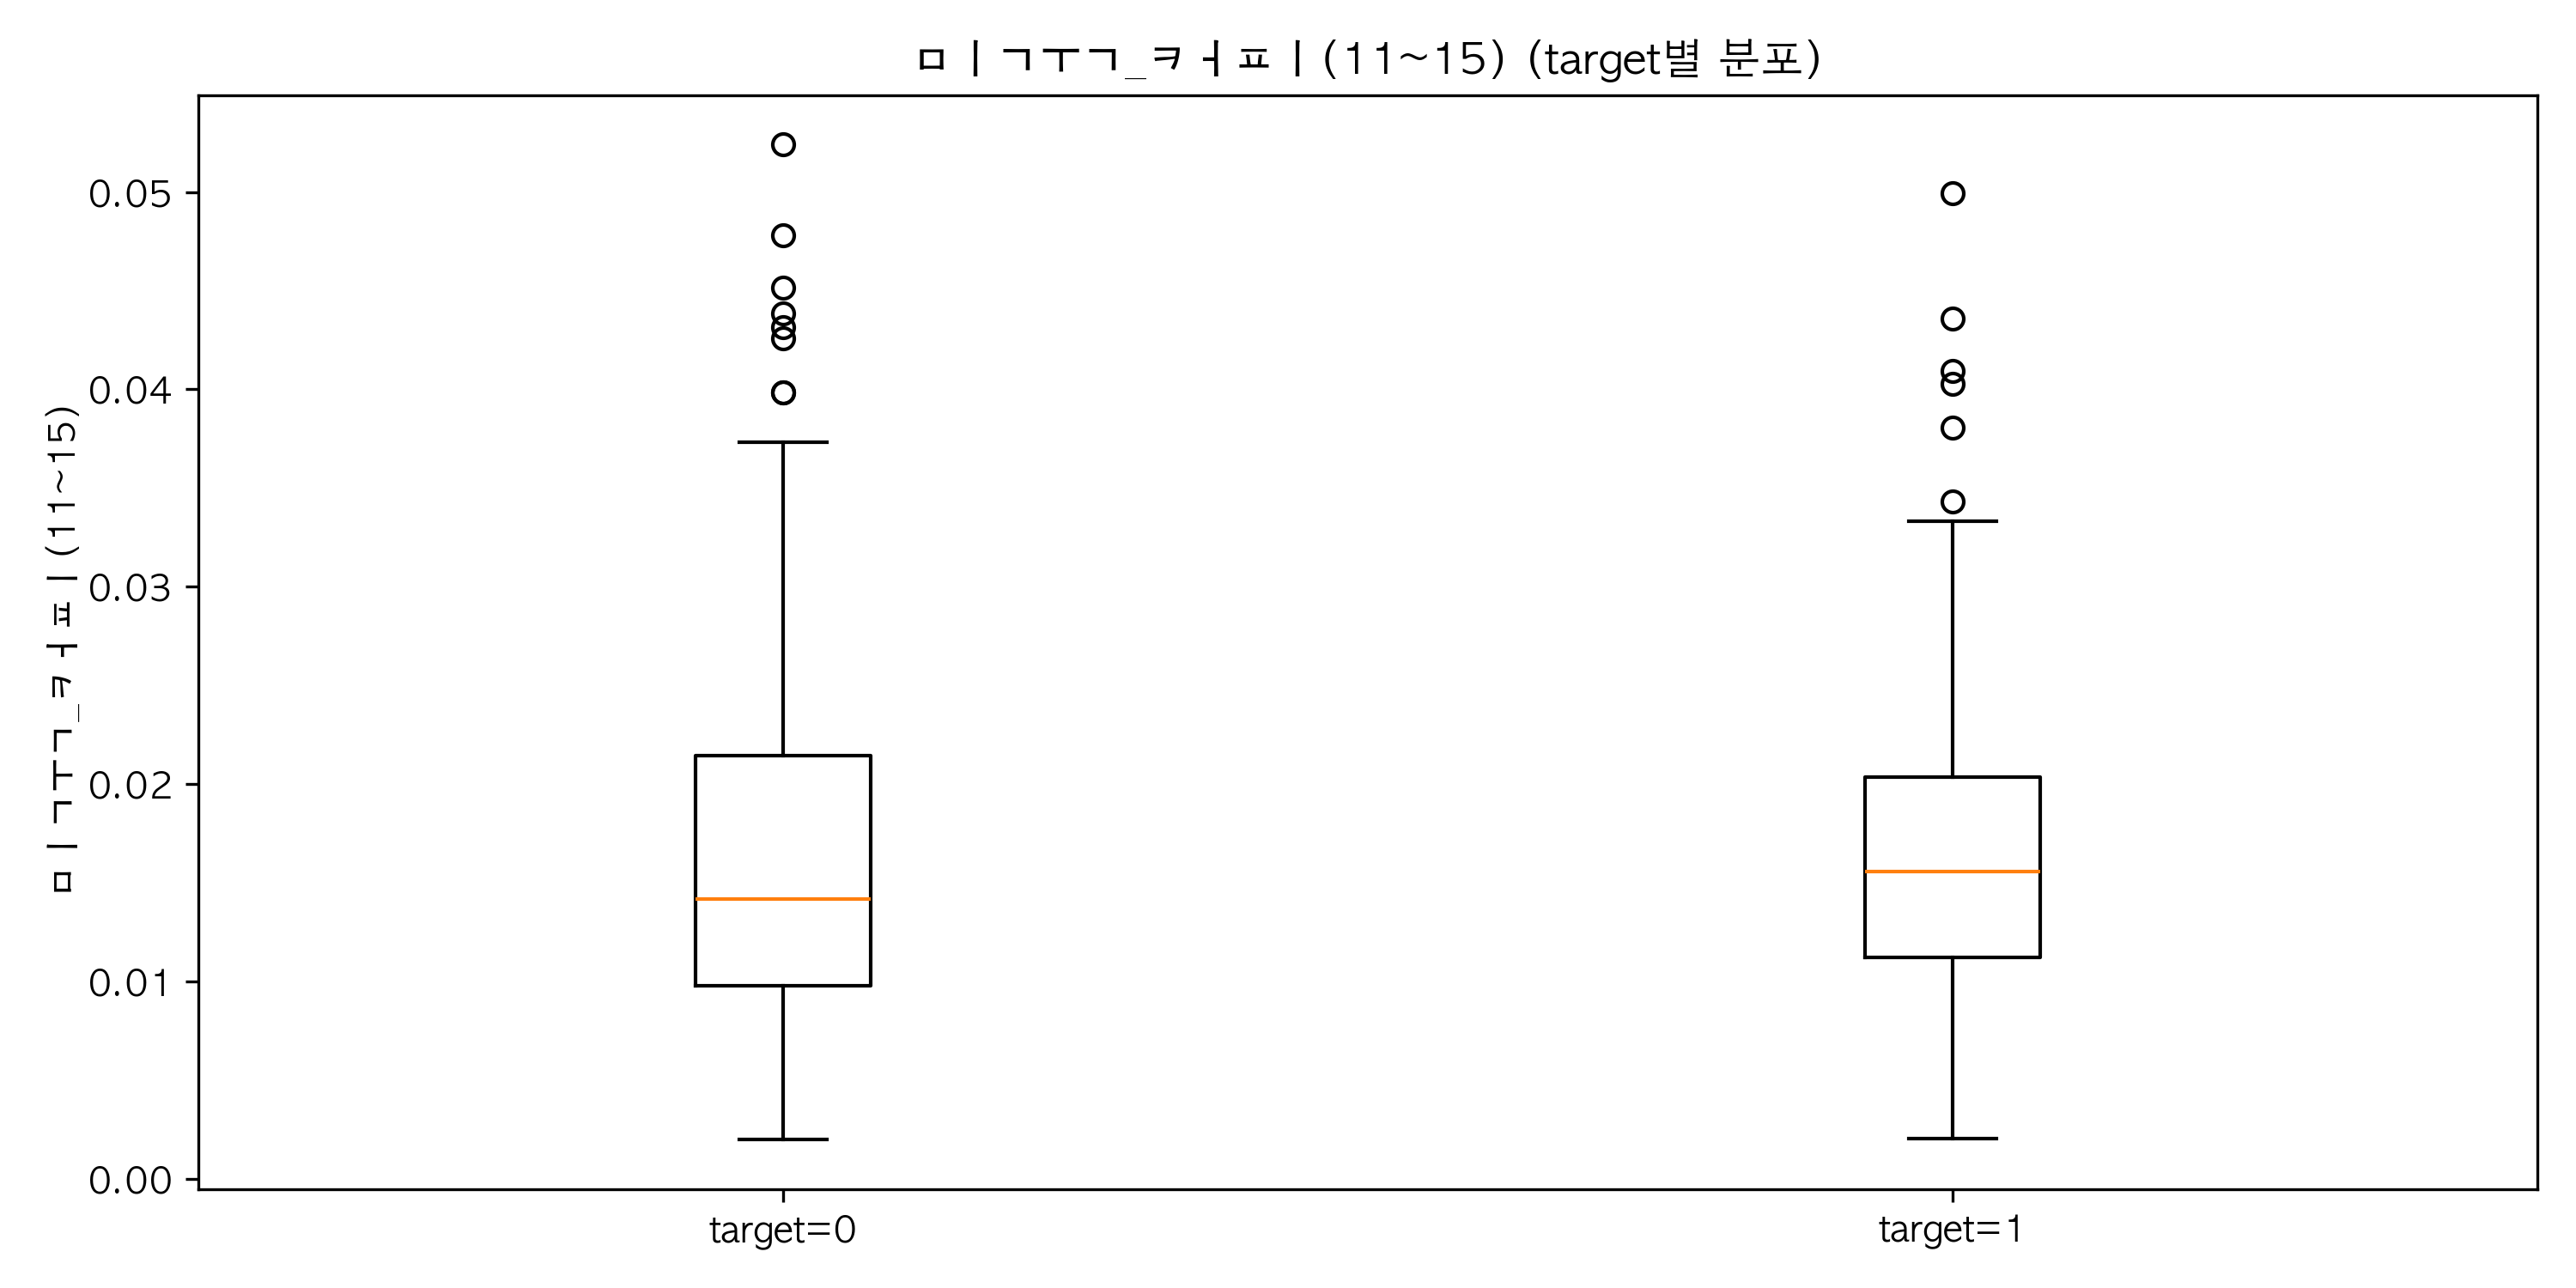 ㅁㅣㄱㅜㄱ_ㅋㅓㅍㅣ(11~15) (target별 분포)
ㅁㅣㄱㅜㄱ_ㅋㅓㅍㅣ(11~15)
0.05
0.04
0.03
0.02
0.01
0.00
target=0
target=1